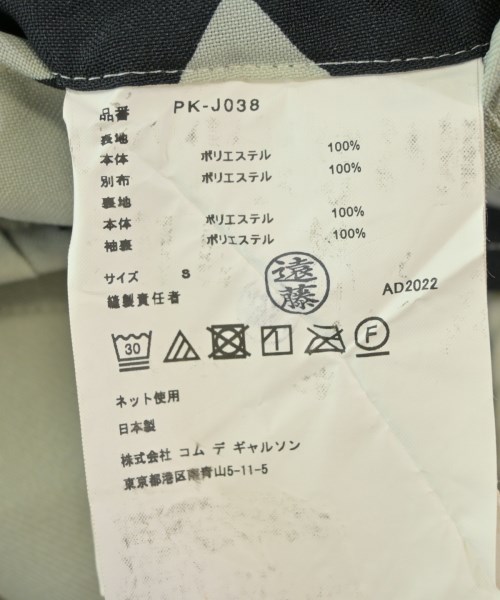 品番 PK-J038
表地
本体 ポリエステル 100%
別布 ポリエステル 100%
裏地
本体 ポリエステル 100%
袖裏 ポリエステル 100%
サイズ S
縫製責任者 遠藤 AD2022
30 F
ネット使用
日本製
株式会社 コム デ ギャルソン
東京都港区南青山5-11-5